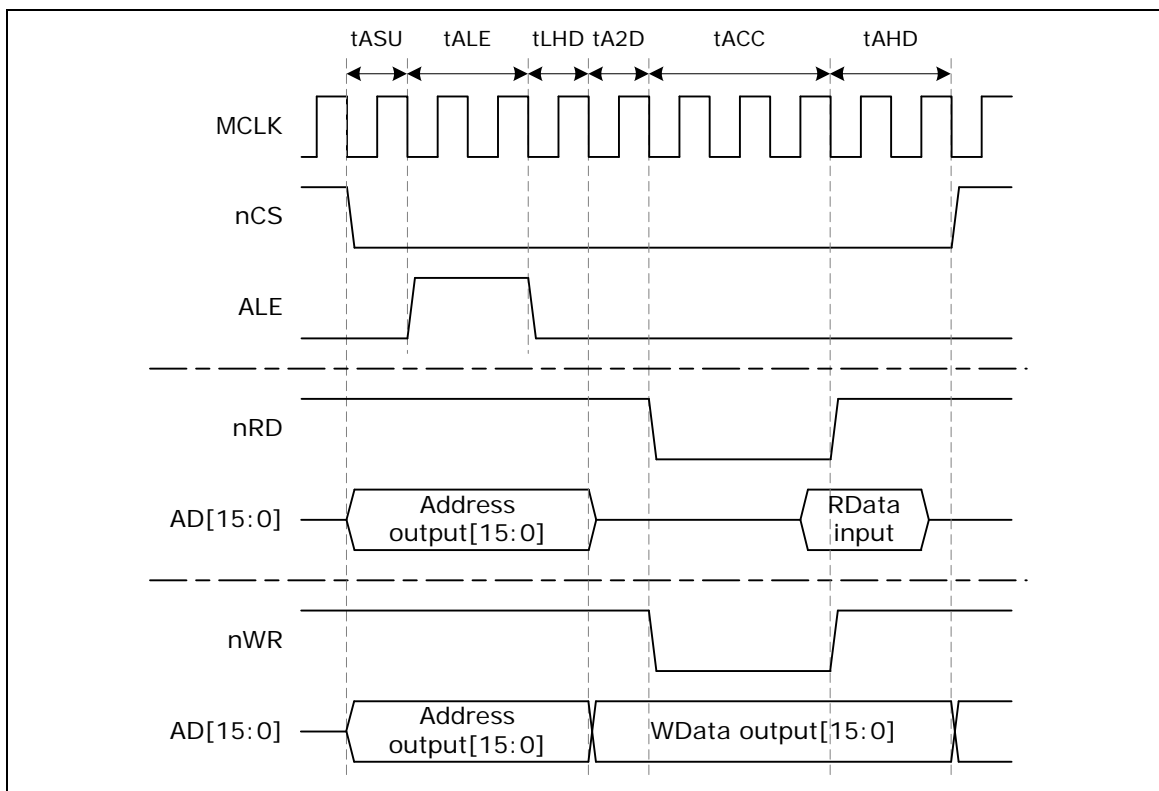 tASU tALE tLHD tA2D tACC tAHD
MCLK
nCS
ALE
nRD
AD[15:0]
Address
output[15:0]
RData
input
nWR
AD[15:0]
Address
output[15:0]
WData output[15:0]